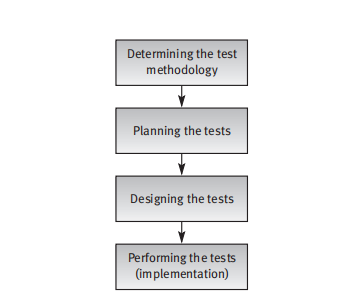 Determining the test
methodology
Planning the tests
Designing the tests
Performing the tests
(implementation)